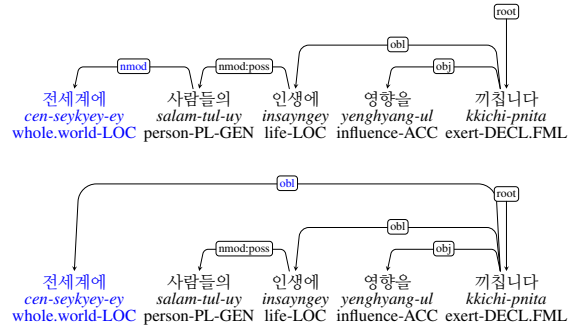 root
obl
nmod nmod:poss obj
전세계에 사람들의 인생에 영향을 끼칩니다
cen-seykyey-ey salam-tul-uy insayngey yenghyang-ul kkichi-pnita
whole.world-LOC person-PL-GEN life-LOC influence-ACC exert-DECL.FML
obl
root
obl
nmod:poss obj
전세계에 사람들의 인생에 영향을 끼칩니다
cen-seykyey-ey salam-tul-uy insayngey yenghyang-ul kkichi-pnita
whole.world-LOC person-PL-GEN life-LOC influence-ACC exert-DECL.FML